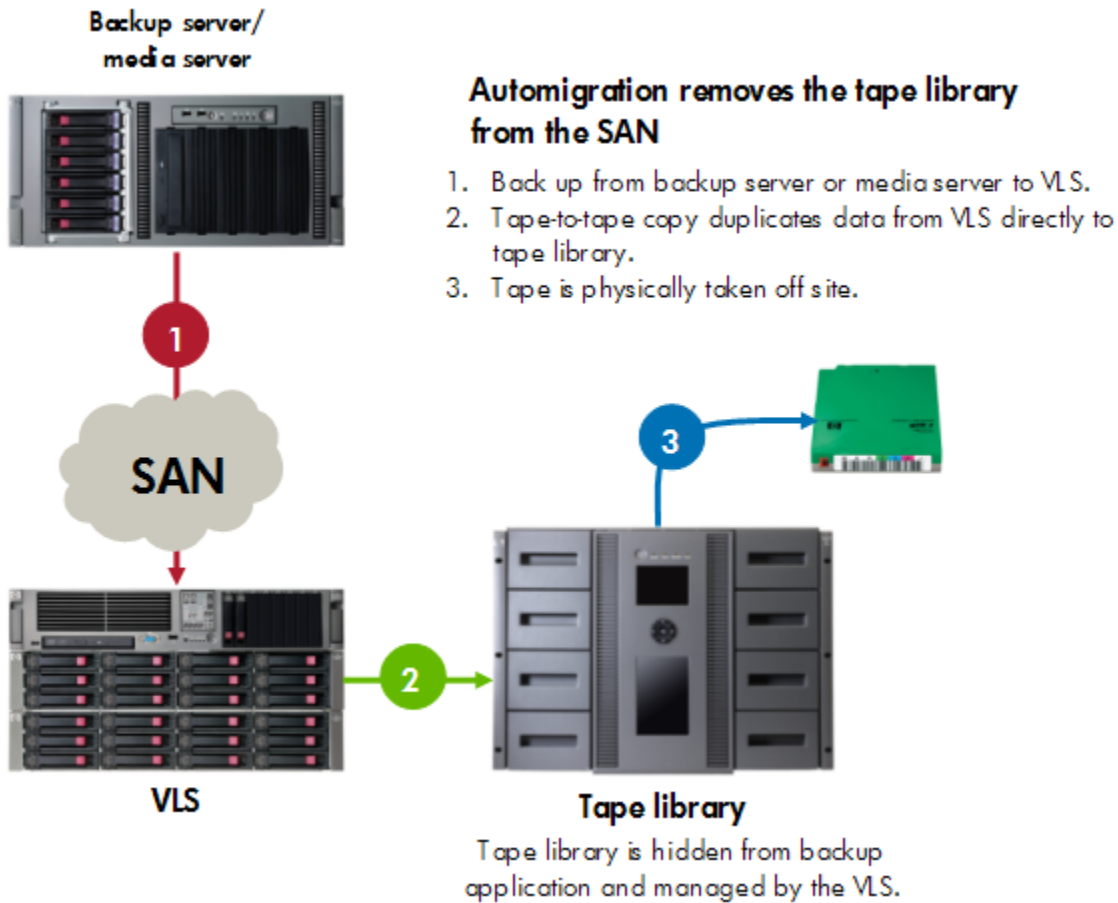 Backup server/
media server
Automigration removes the tape library
from the SAN
1. Back up from backup server or media server to VLS.
2. Tape-to-tape copy duplicates data from VLS directly to
tape library.
3. Tape is physically taken off site.
1
SAN
3
2
VLS
Tape library
Tape library is hidden from backup
application and managed by the VLS.